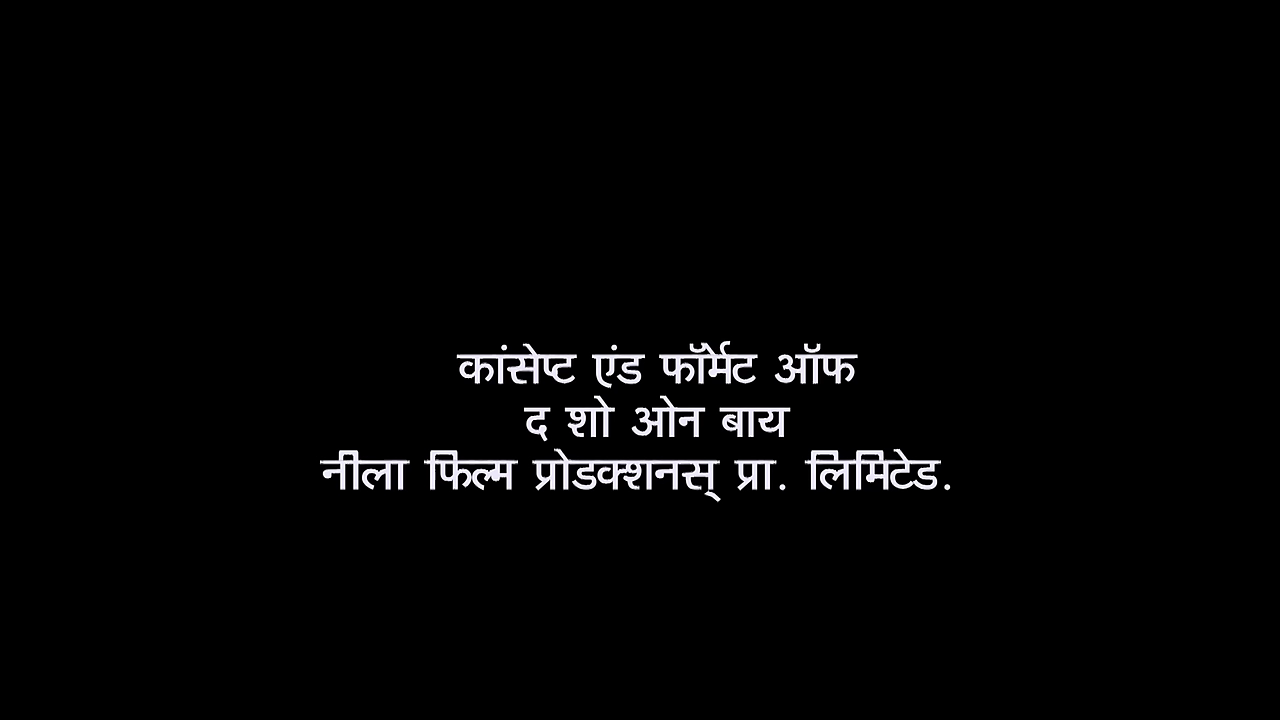 कांसेप्ट एंड फॉर्मेट ऑफ
द शो ओन बाय
नीला फिल्म प्रोडक्शनस् प्रा. लिमिटेड.